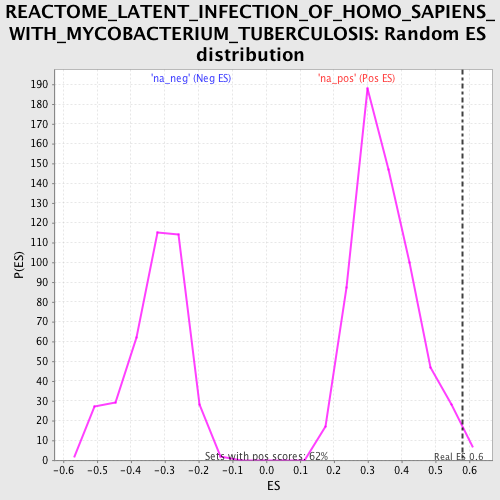 REACTOME_LATENT_INFECTION_OF_HOMO_SAPIENS_
WITH_MYCOBACTERIUM_TUBERCULOSIS: Random ES
distribution
'na_neg' (Neg ES)
'na_pos' (Pos ES)
190
180
170
160
150
140
130
120
110
100
90
80
70
60
50
40
30
20
10
0
P(ES)
Sets with pos scores: 62%
Real ES 0.6
-0.6 -0.5 -0.4 -0.3 -0.2 -0.1 0.0 0.1 0.2 0.3 0.4 0.5 0.6
ES